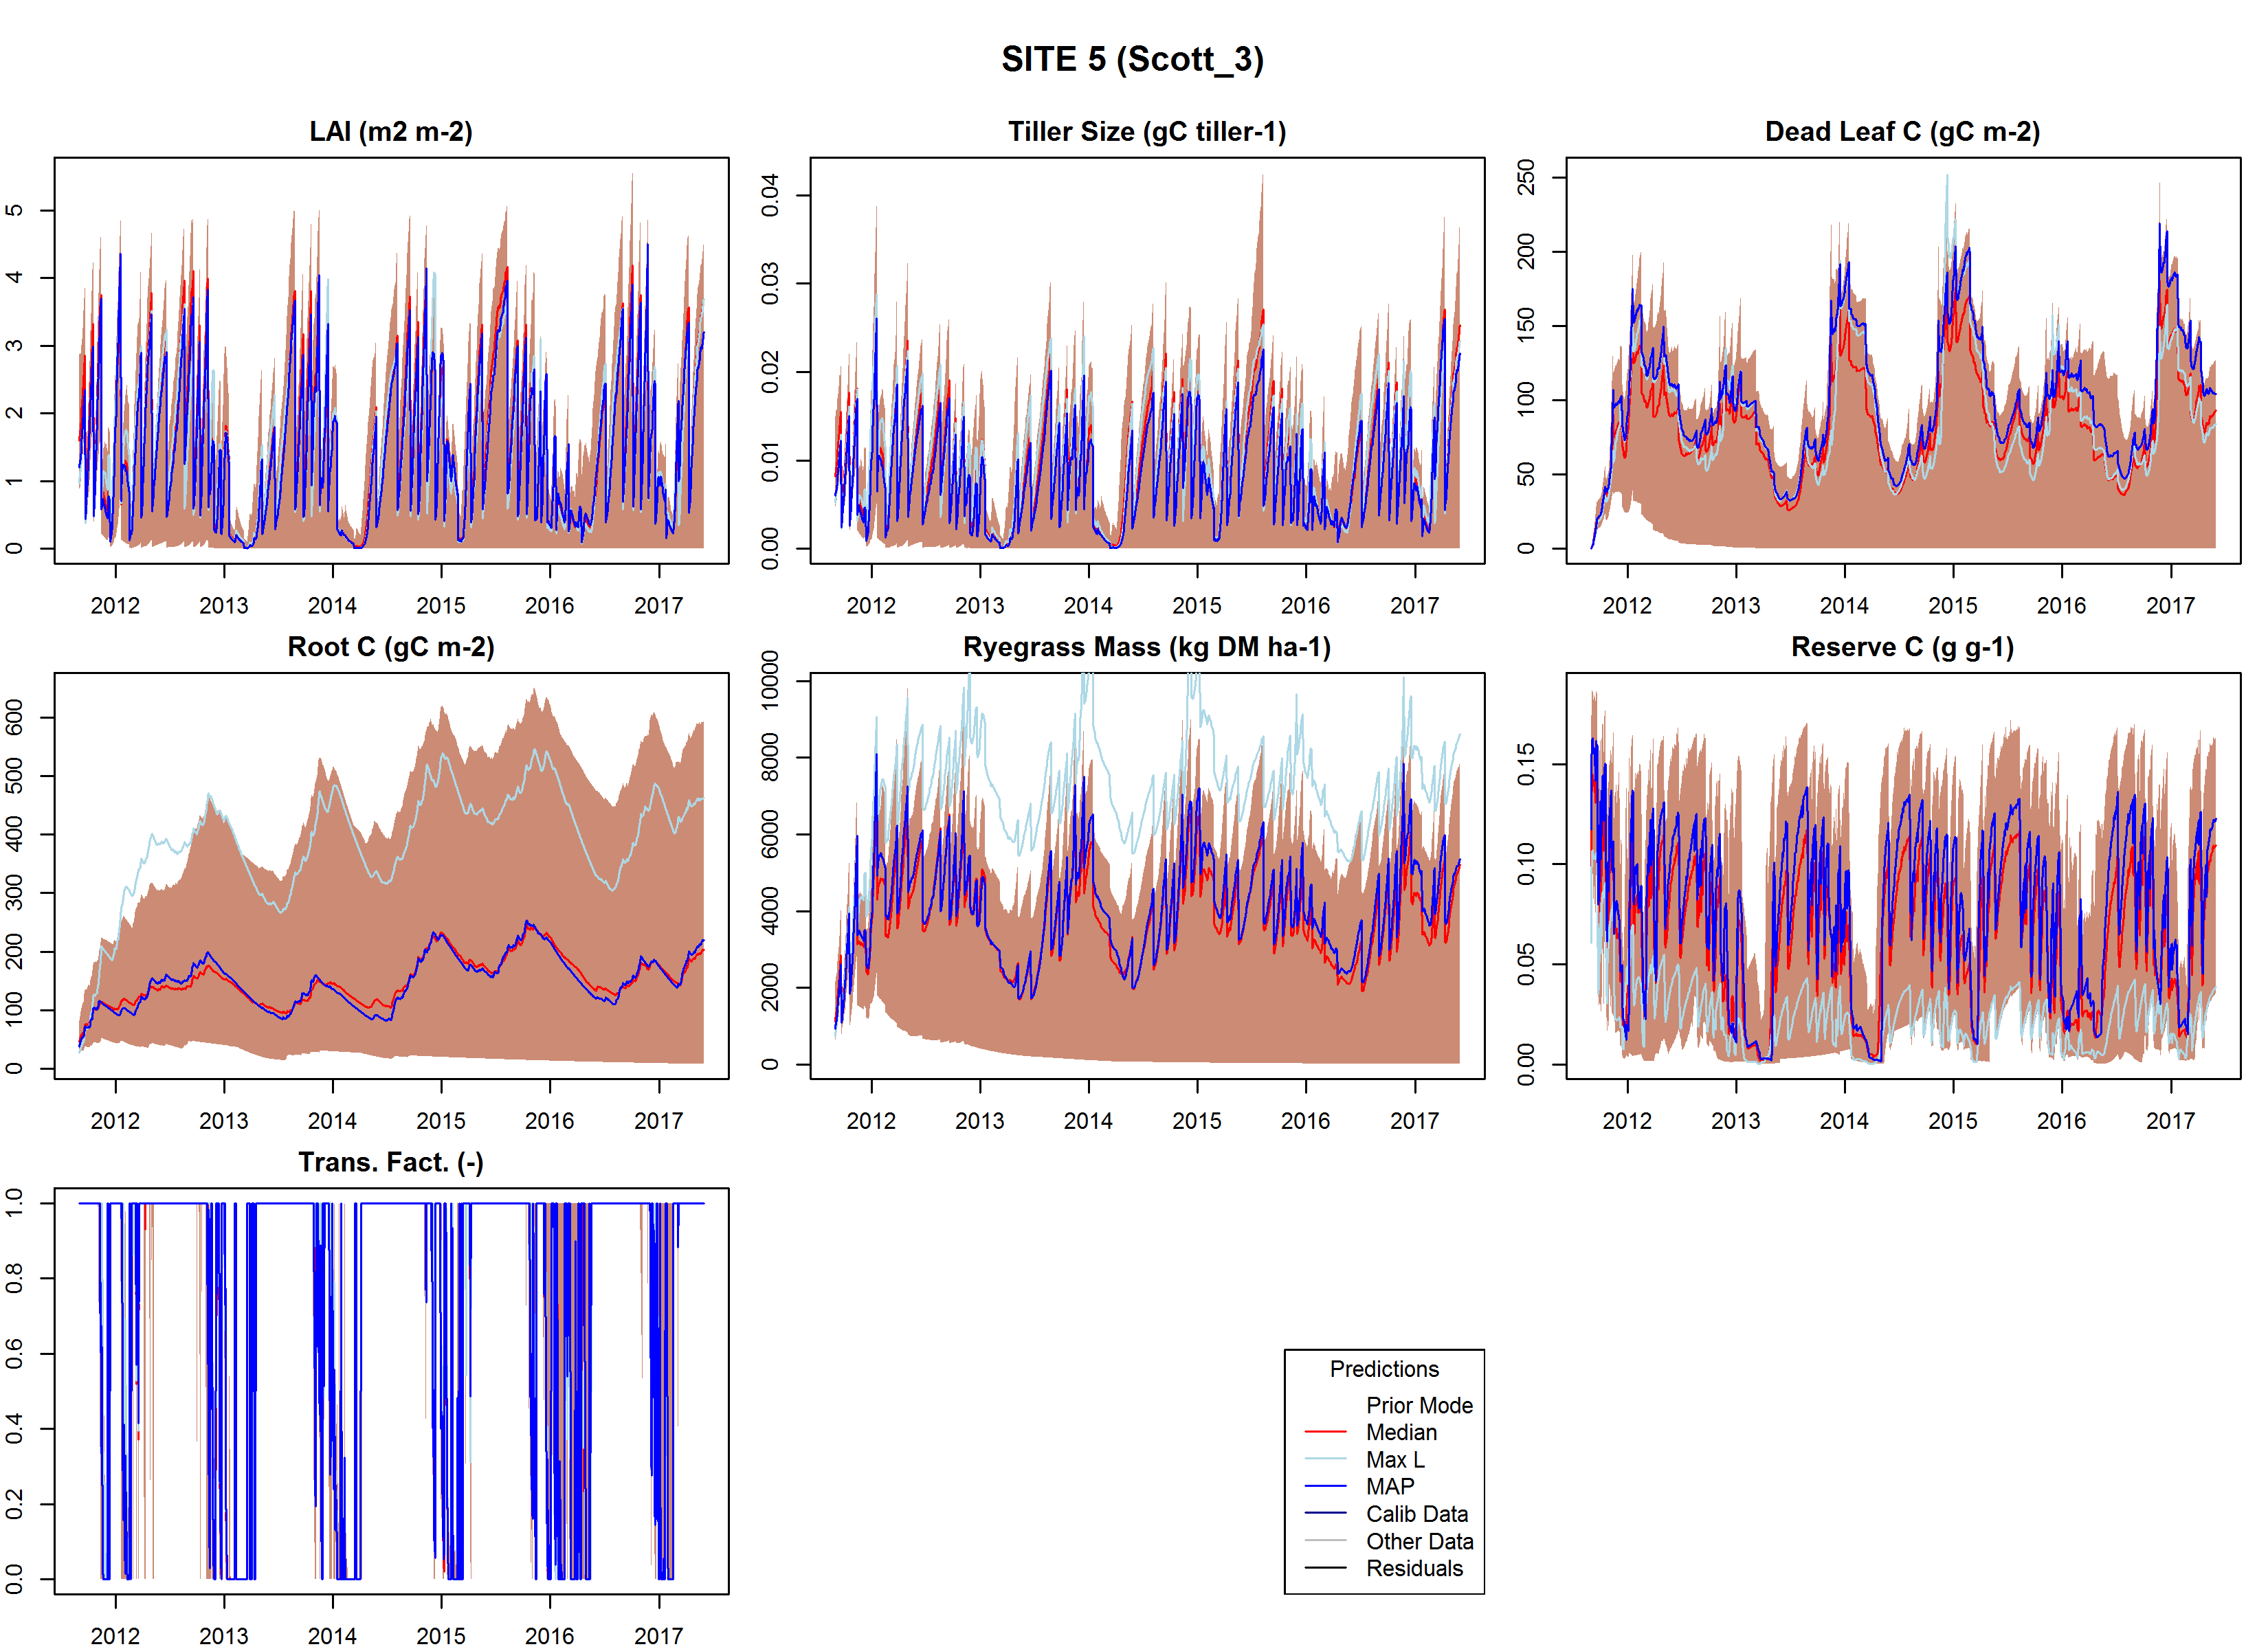 SITE 5 (Scott_3)
LAI (m2 m-2)
0 1 2 3 4 5
2012 2013 2014 2015 2016 2017
Tiller Size (gC tiller-1)
0.00 0.01 0.02 0.03 0.04
2012 2013 2014 2015 2016 2017
Dead Leaf C (gC m-2)
0 50 100 150 200 250
2012 2013 2014 2015 2016 2017
Root C (gC m-2)
0 100 200 300 400 500 600
2012 2013 2014 2015 2016 2017
Ryegrass Mass (kg DM ha-1)
0 2000 4000 6000 8000 10000
2012 2013 2014 2015 2016 2017
Reserve C (g g-1)
0.00 0.05 0.10 0.15
2012 2013 2014 2015 2016 2017
Trans. Fact. (-)
0.0 0.2 0.4 0.6 0.8 1.0
2012 2013 2014 2015 2016 2017
Predictions
Prior Mode
Median
Max L
MAP
Calib Data
Other Data
Residuals